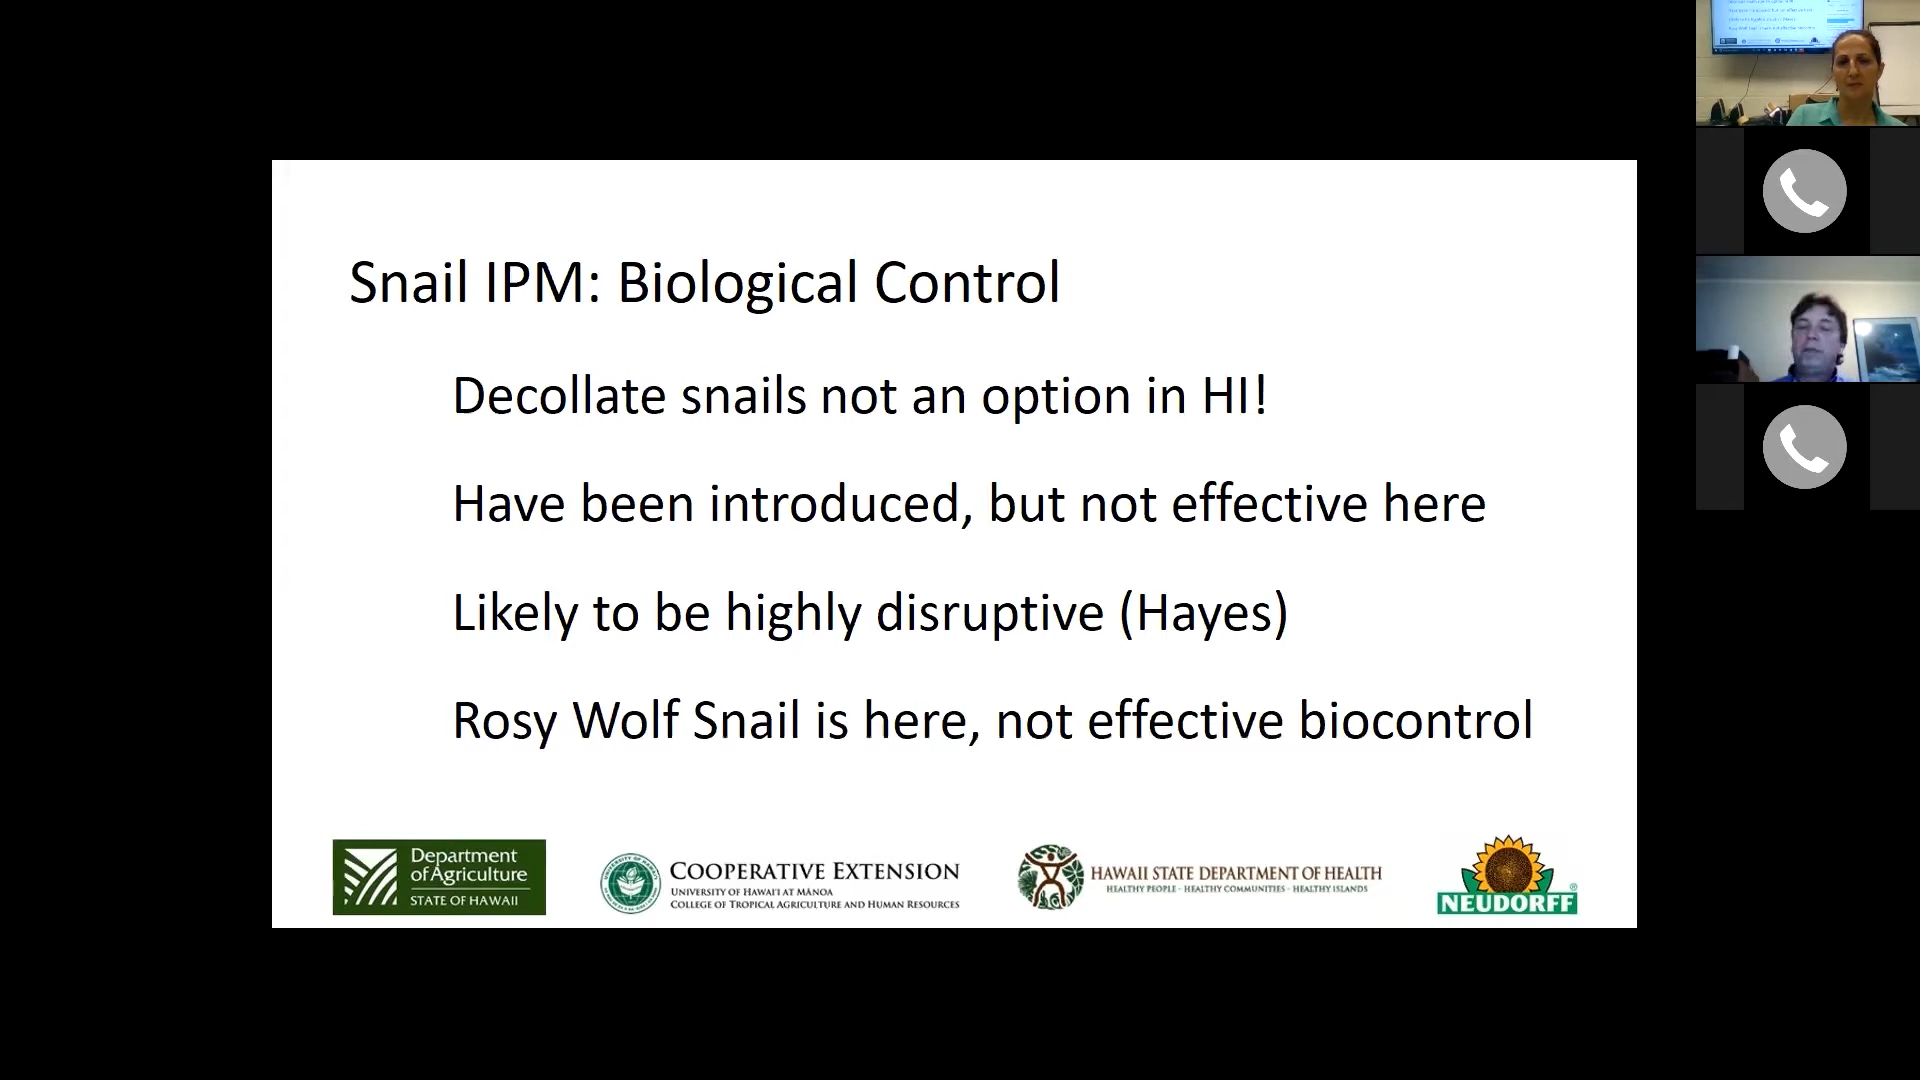 Snail IPM: Biological Control
Decollate snails not an option in HI!
Have been introduced, but not effective here
Likely to be highly disruptive (Hayes)
Rosy Wolf Snail is here, not effective biocontrol
Department
of Agriculture
STATE OF HAWAII
COOPERATIVE EXTENSION
UNIVERSITY OF HAWAI‘I AT MĀNOA
COLLEGE OF TROPICAL AGRICULTURE AND HUMAN RESOURCES
HAWAII STATE DEPARTMENT OF HEALTH
HEALTHY PEOPLE - HEALTHY COMMUNITIES - HEALTHY ISLANDS
NEUDORFF®